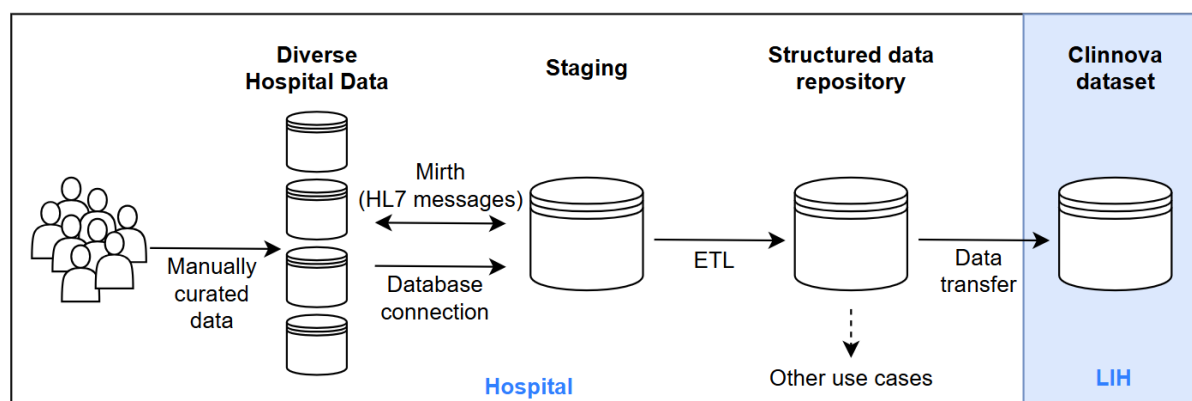 Diverse
Hospital Data
Staging
Structured data
repository
Clinnova
dataset
Manually
curated
data
Mirth
(HL7 messages)
Database
connection
ETL
Data
transfer
Other use cases
Hospital
LIH